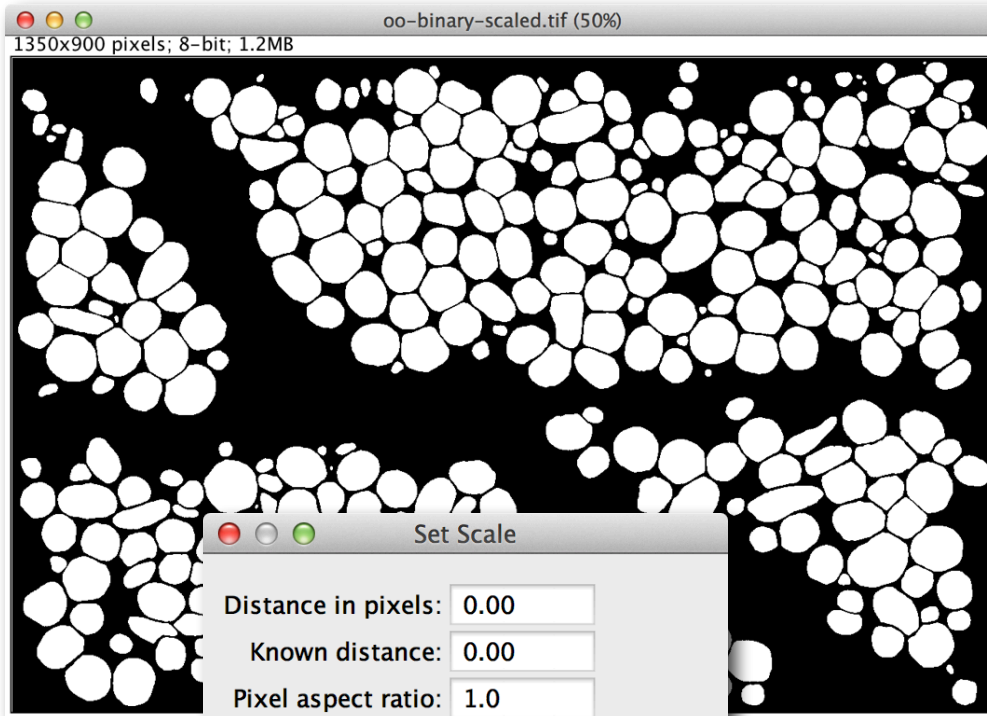 oo-binary-scaled.tif (50%)
1350x900 pixels; 8-bit; 1.2MB
Set Scale
Distance in pixels: 0.00
Known distance: 0.00
Pixel aspect ratio: 1.0